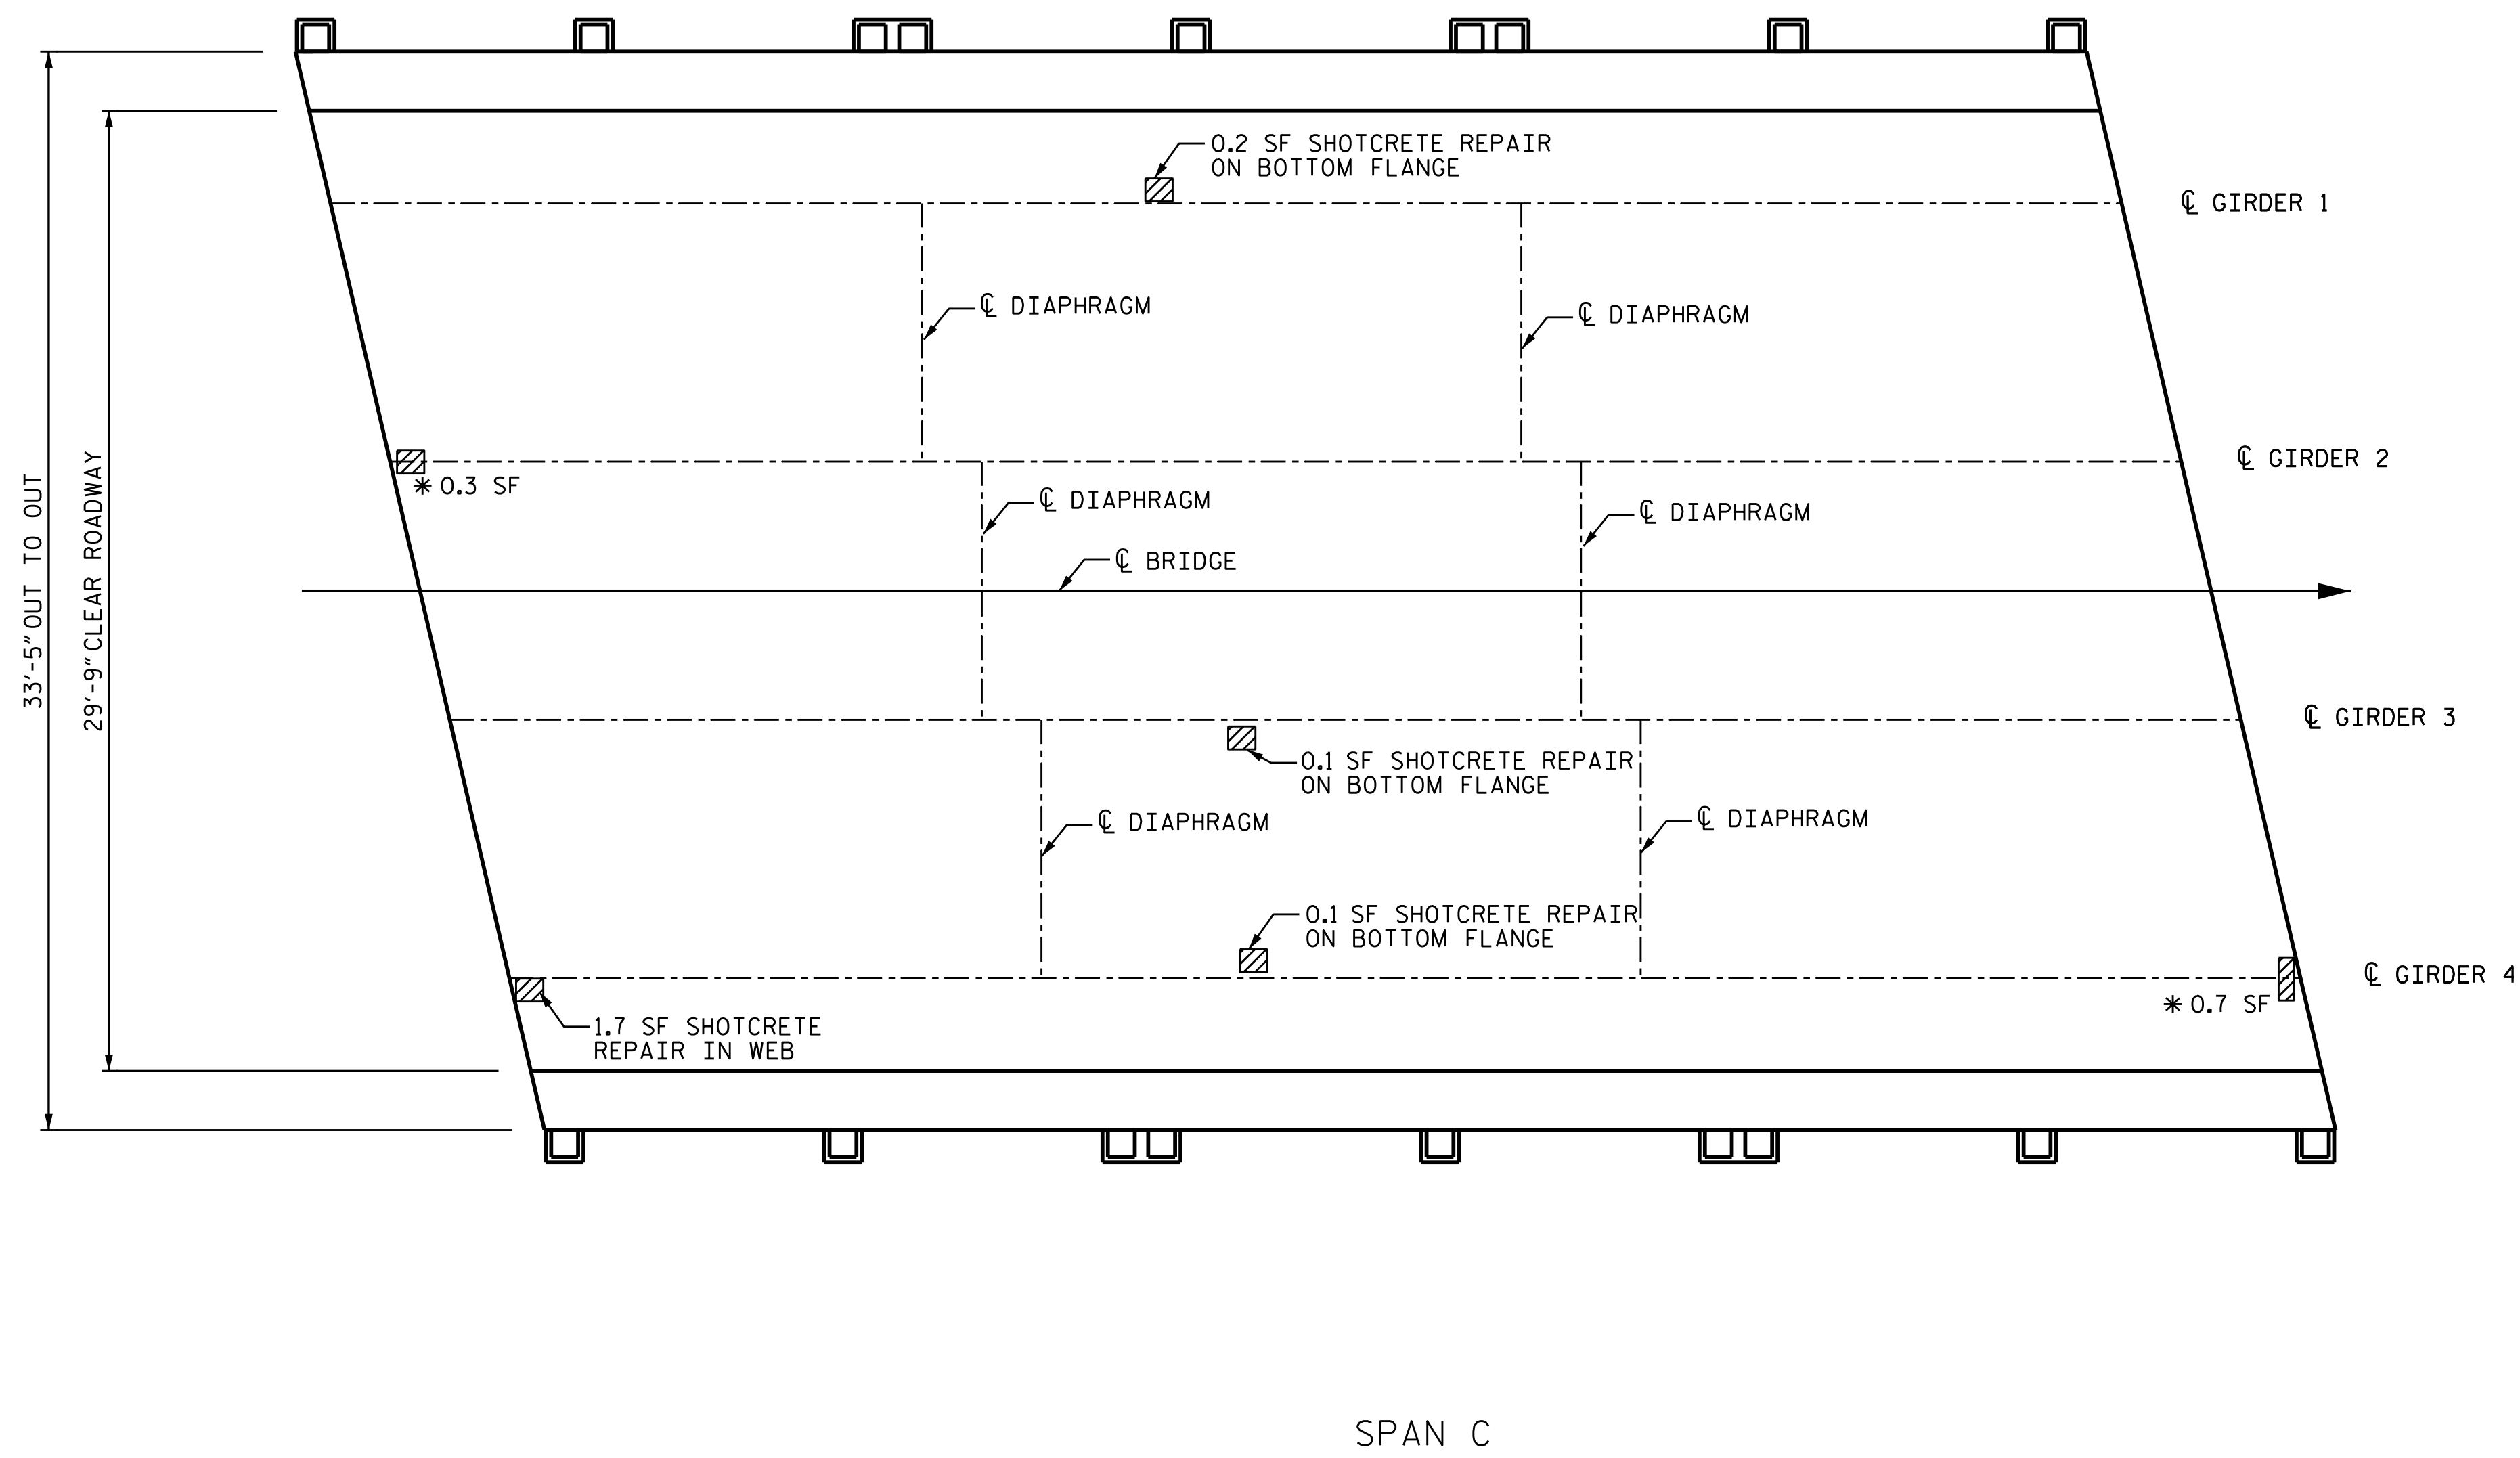 0.2 SF SHOTCRETE REPAIR
ON BOTTOM FLANGE
℄ GIRDER 1
℄ DIAPHRAGM
℄ DIAPHRAGM
℄ GIRDER 2
✳ 0.3 SF
℄ DIAPHRAGM
℄ DIAPHRAGM
℄ BRIDGE
33'-5" OUT TO OUT
29'-9" CLEAR ROADWAY
℄ GIRDER 3
0.1 SF SHOTCRETE REPAIR
ON BOTTOM FLANGE
℄ DIAPHRAGM
℄ DIAPHRAGM
0.1 SF SHOTCRETE REPAIR
ON BOTTOM FLANGE
℄ GIRDER 4
✳ 0.7 SF
1.7 SF SHOTCRETE
REPAIR IN WEB
SPAN C